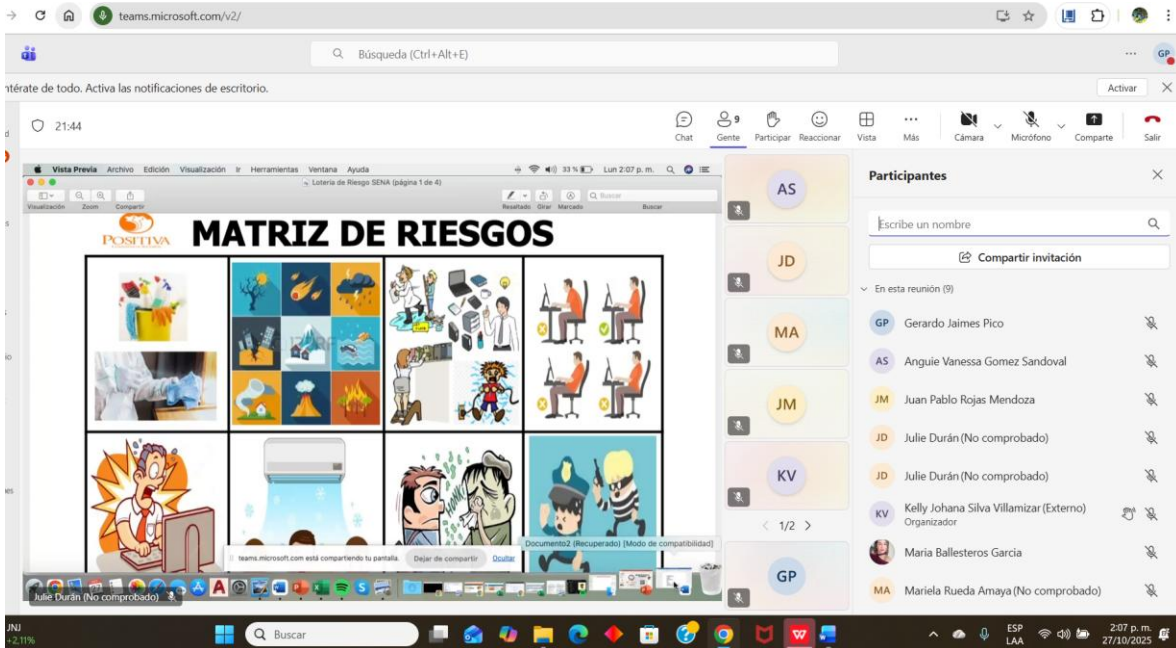 teams.microsoft.com/v2/
Búsqueda (Ctrl+Alt+E)
GP
ntérate de todo. Activa las notificaciones de escritorio.
Activar
21:44
9
Chat
Gente
Participar
Reaccionar
Vista
Más
Cámara
Micrófono
Comparte
Salir
Vista Previa Archivo Edición Visualización Ir Herramientas Ventana Ayuda
33 % Lun 2:07 p. m.
Lotería de Riesgo SENA (página 1 de 4)
Visualización Zoom Compartir
Resaltado Girar Marcado Buscar
POSITIVA
MATRIZ DE RIESGOS
HONK!
teams.microsoft.com está compartiendo tu pantalla. Dejar de compartir Ocultar
Documento2 (Recuperado) [Modo de compatibilidad]
Julie Durán (No comprobado)
AS
JD
MA
JM
KV
1/2
GP
Participantes
Escribe un nombre
Compartir invitación
En esta reunión (9)
GP Gerardo Jaimes Pico
AS Anguie Vanessa Gomez Sandoval
JM Juan Pablo Rojas Mendoza
JD Julie Durán (No comprobado)
JD Julie Durán (No comprobado)
KV Kelly Johana Silva Villamizar (Externo)
Organizador
Maria Ballesteros Garcia
MA Mariela Rueda Amaya (No comprobado)
JNJ
+2.11%
Buscar
ESP
LAA
2:07 p. m.
27/10/2025